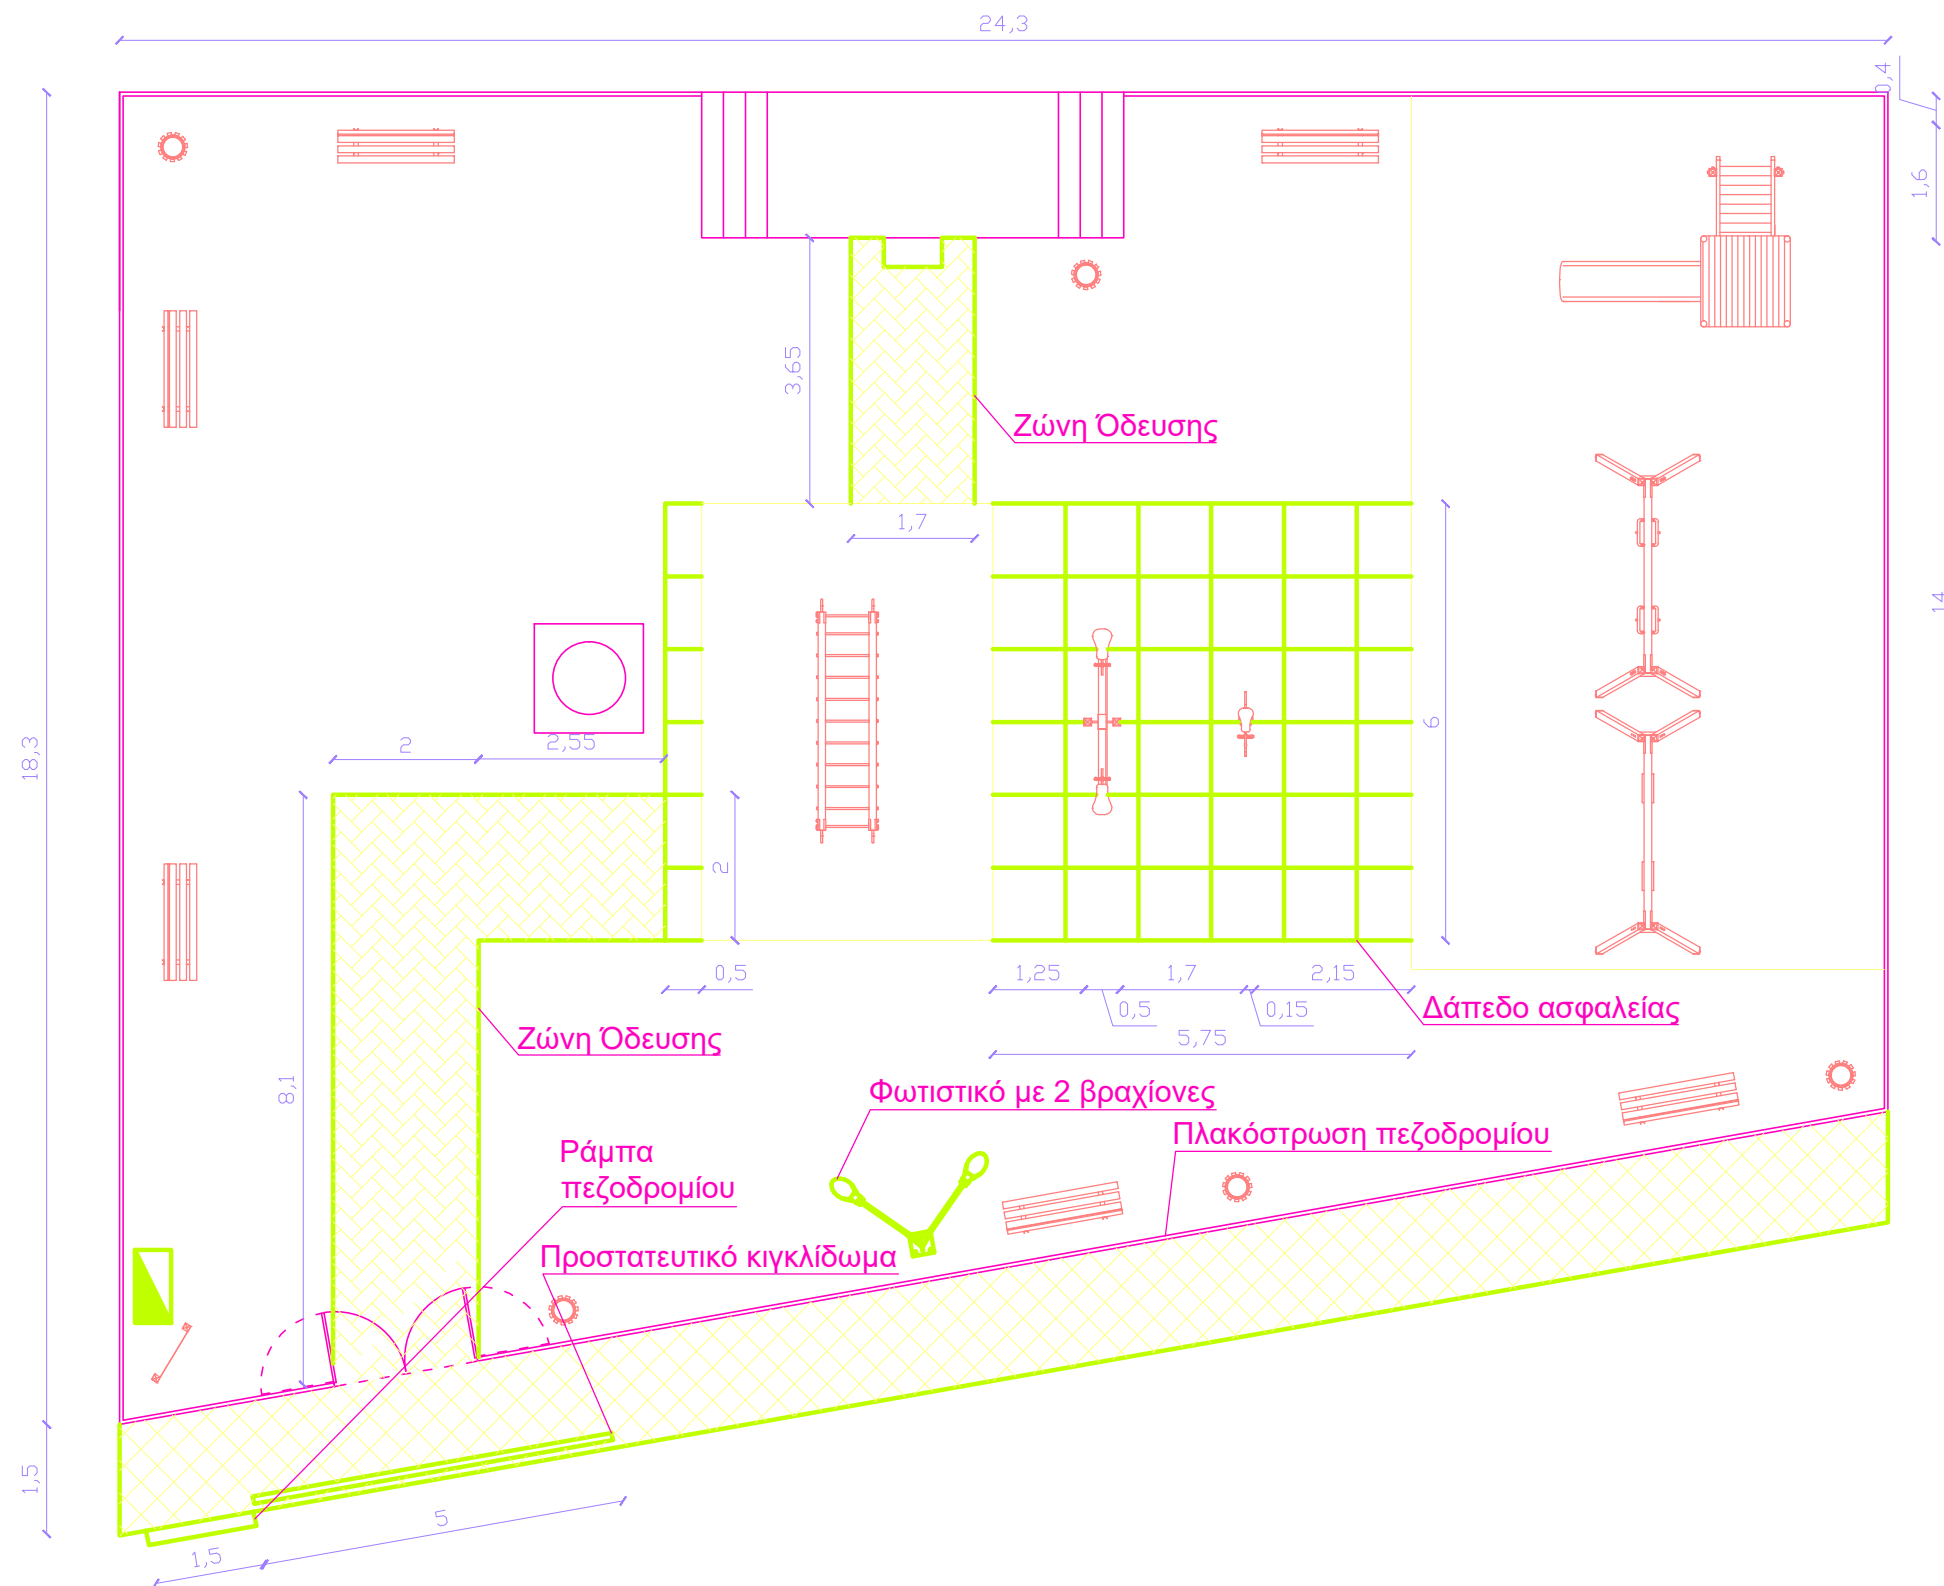 24,3
0,4
1,6
3,65
Ζώνη Όδευσης
1,7
14
6
18,3
2
2,55
2
0,5
1,25
1,7
2,15
0,5
0,15
Δάπεδο ασφαλείας
5,75
Ζώνη Όδευσης
8,1
Φωτιστικό με 2 βραχίονες
Πλακόστρωση πεζοδρομίου
Ράμπα
πεζοδρομίου
Προστατευτικό κιγκλίδωμα
1,5
5
1,5